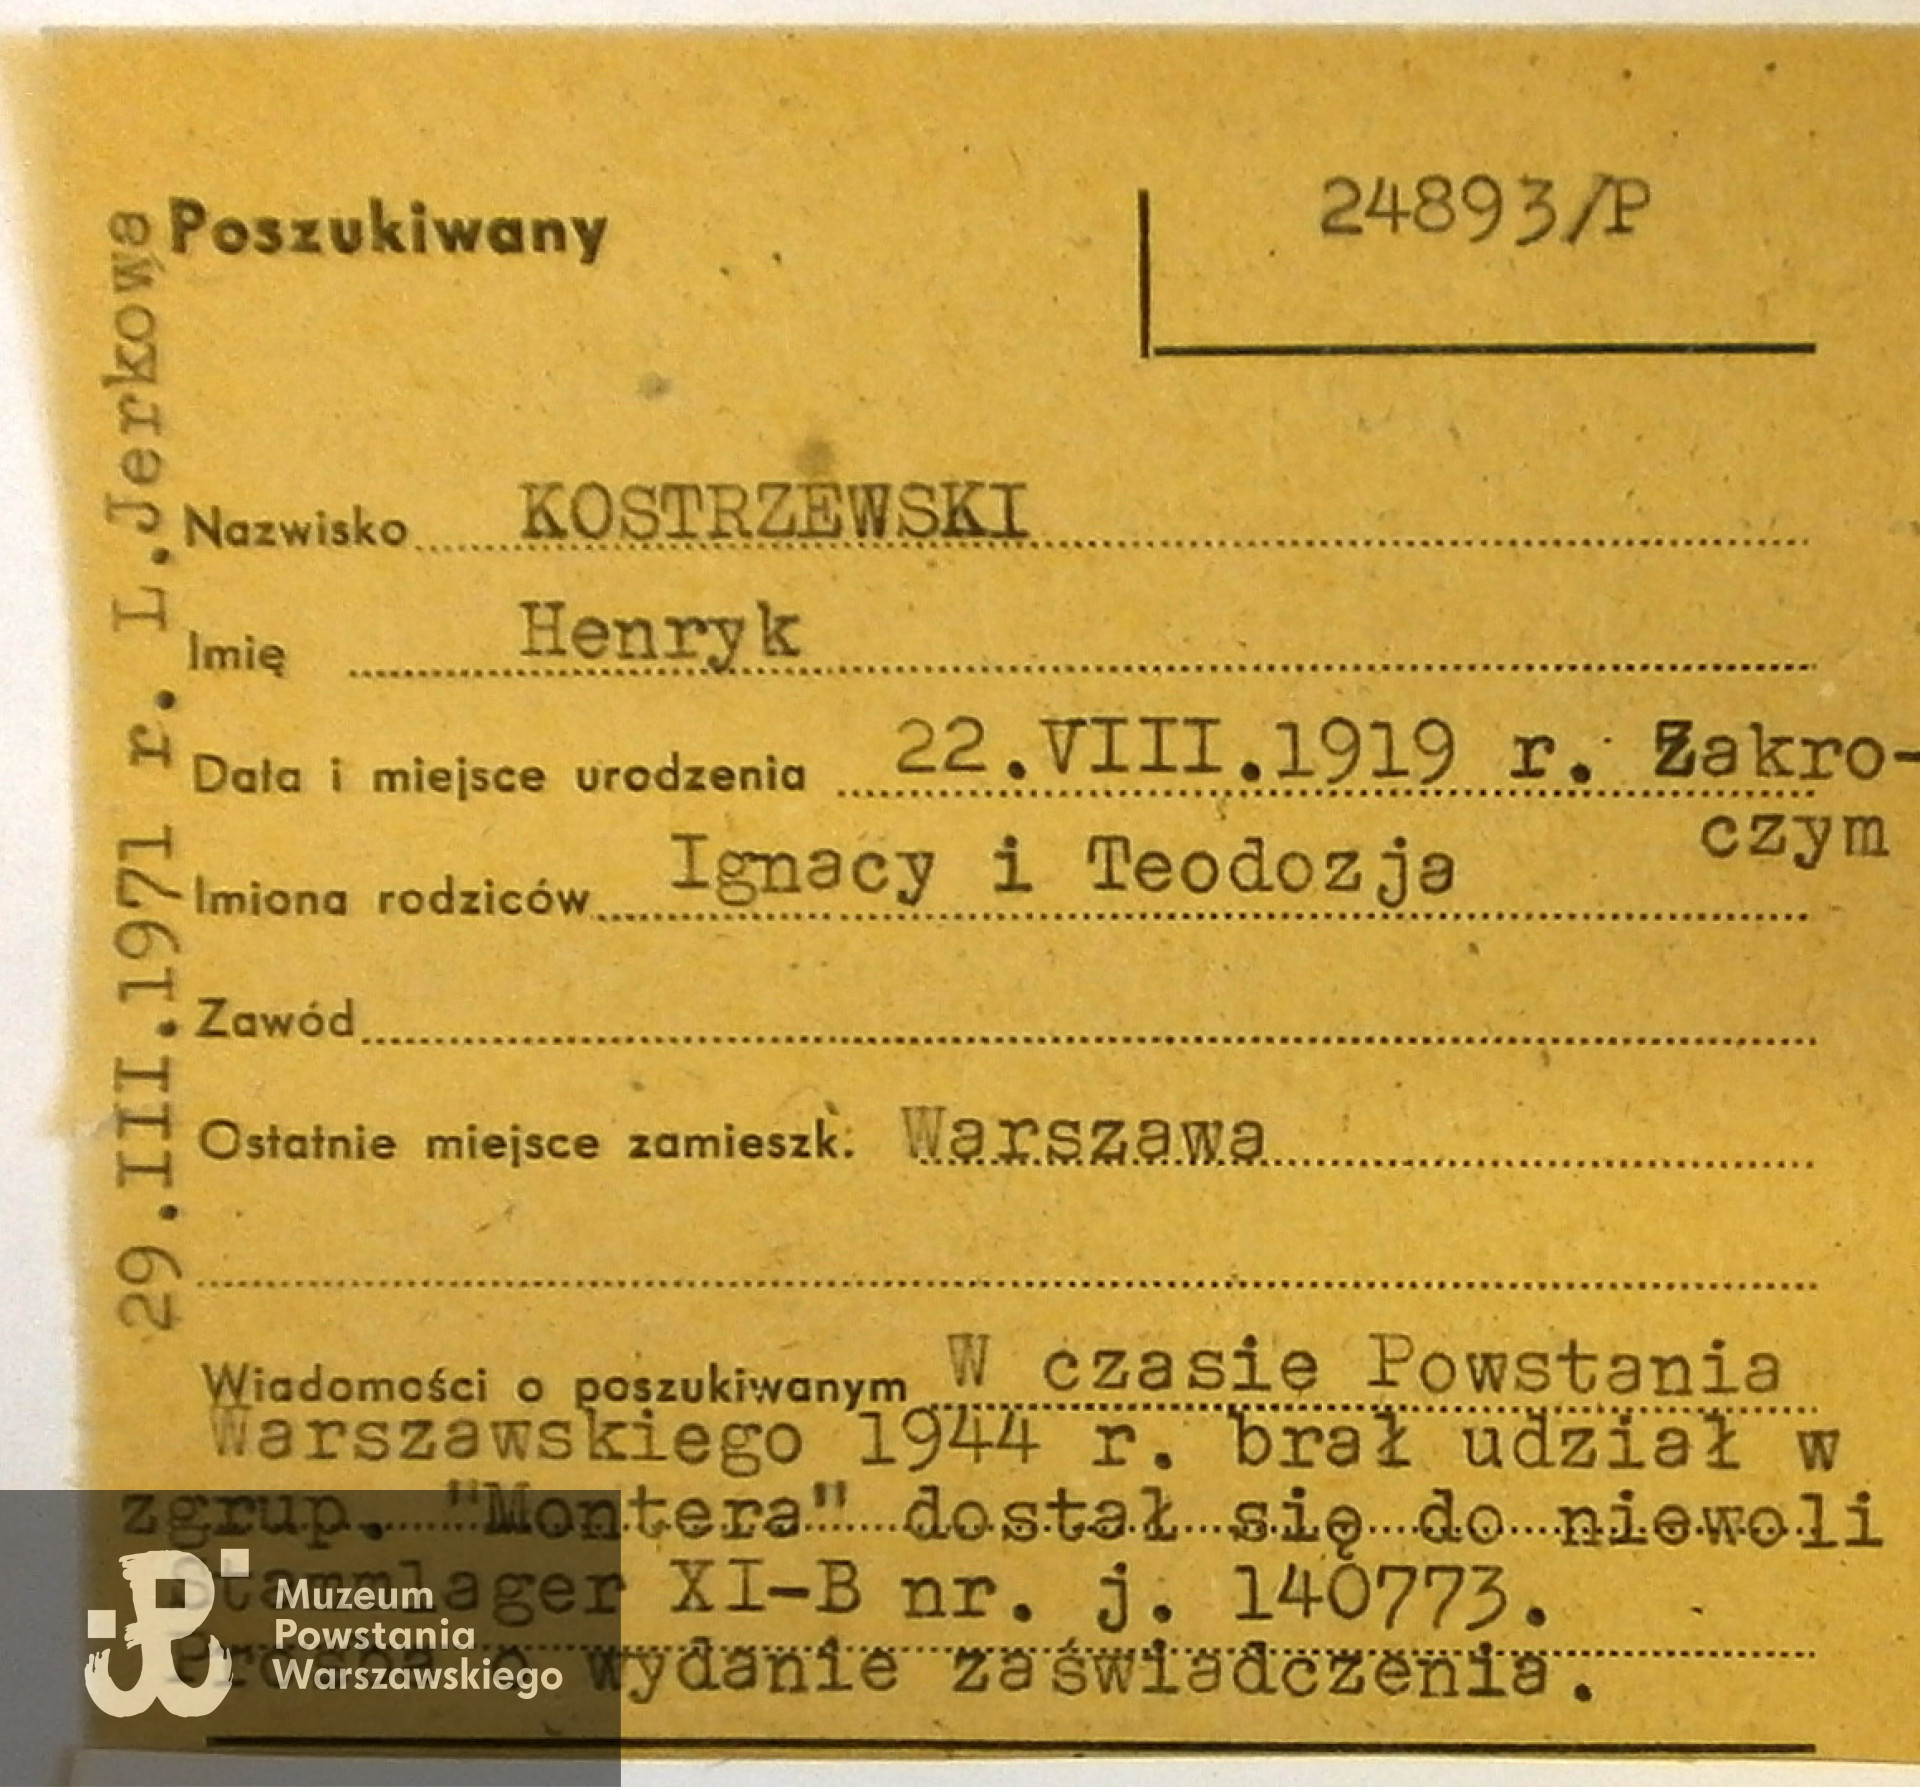 Poszukiwany
24893/P
Nazwisko KOSTRZEWSKI
Imię Henryk
Data i miejsce urodzenia 22.VIII.1919 r. Zakro-
czym
Imiona rodziców Ignacy i Teodozja
Zawód
Ostatnie miejsce zamieszk. Warszawa
Wiadomości o poszukiwanym W czasie Powstania
Warszawskiego 1944 r. brał udział w
zgrup. "Montera" dostał się do niewoli
Stammlager XI-B nr. j. 140773.
Prośba o wydanie zaświadczenia.
29.III.1971 r. L.Jerkowa
Muzeum
Powstania
Warszawskiego